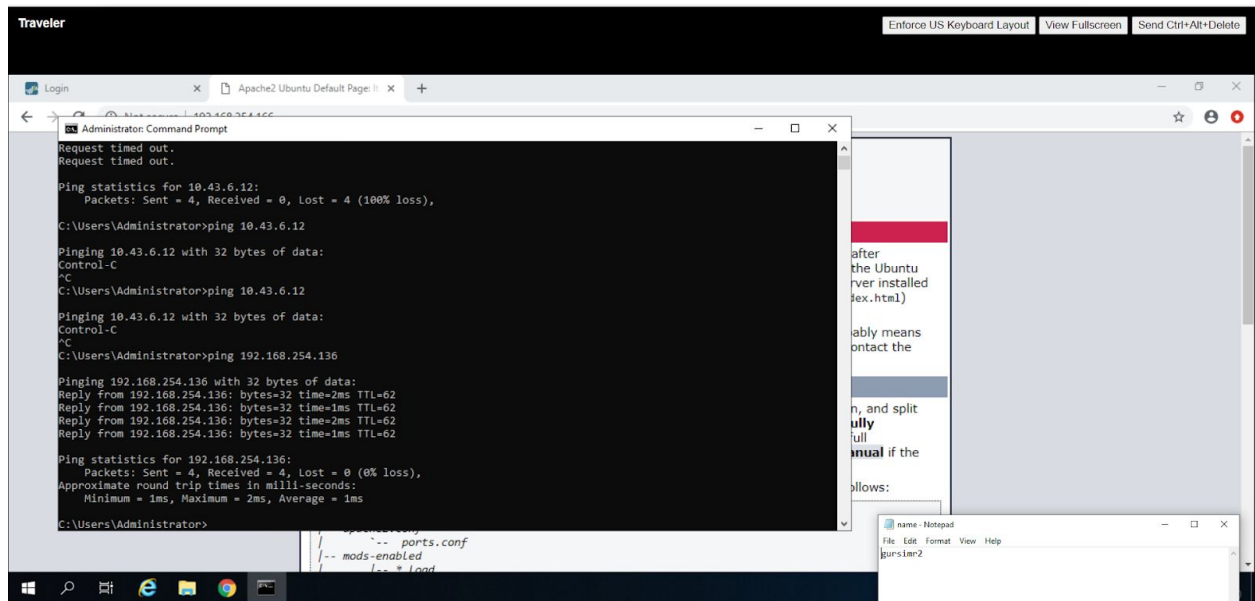 Traveler
Enforce US Keyboard Layout View Fullscreen Send Ctrl+Alt+Delete
Login Apache2 Ubuntu Default Page: It
Not secure 192.168.254.166
Administrator: Command Prompt
Request timed out.
Request timed out.
Ping statistics for 10.43.6.12:
Packets: Sent = 4, Received = 0, Lost = 4 (100% loss),
C:\Users\Administrator>ping 10.43.6.12
Pinging 10.43.6.12 with 32 bytes of data:
Control-C
^C
C:\Users\Administrator>ping 10.43.6.12
Pinging 10.43.6.12 with 32 bytes of data:
Control-C
^C
C:\Users\Administrator>ping 192.168.254.136
Pinging 192.168.254.136 with 32 bytes of data:
Reply from 192.168.254.136: bytes=32 time=2ms TTL=62
Reply from 192.168.254.136: bytes=32 time=1ms TTL=62
Reply from 192.168.254.136: bytes=32 time=2ms TTL=62
Reply from 192.168.254.136: bytes=32 time=1ms TTL=62
Ping statistics for 192.168.254.136:
Packets: Sent = 4, Received = 4, Lost = 0 (0% loss),
Approximate round trip times in milli-seconds:
Minimum = 1ms, Maximum = 2ms, Average = 1ms
C:\Users\Administrator>
after
the Ubuntu
rver installed
dex.html)
ably means
ontact the
n, and split
ully
full
anual if the
ollows:
| `-- ports.conf
|-- mods-enabled
| |-- *.load
name - Notepad
File Edit Format View Help
gursimr2